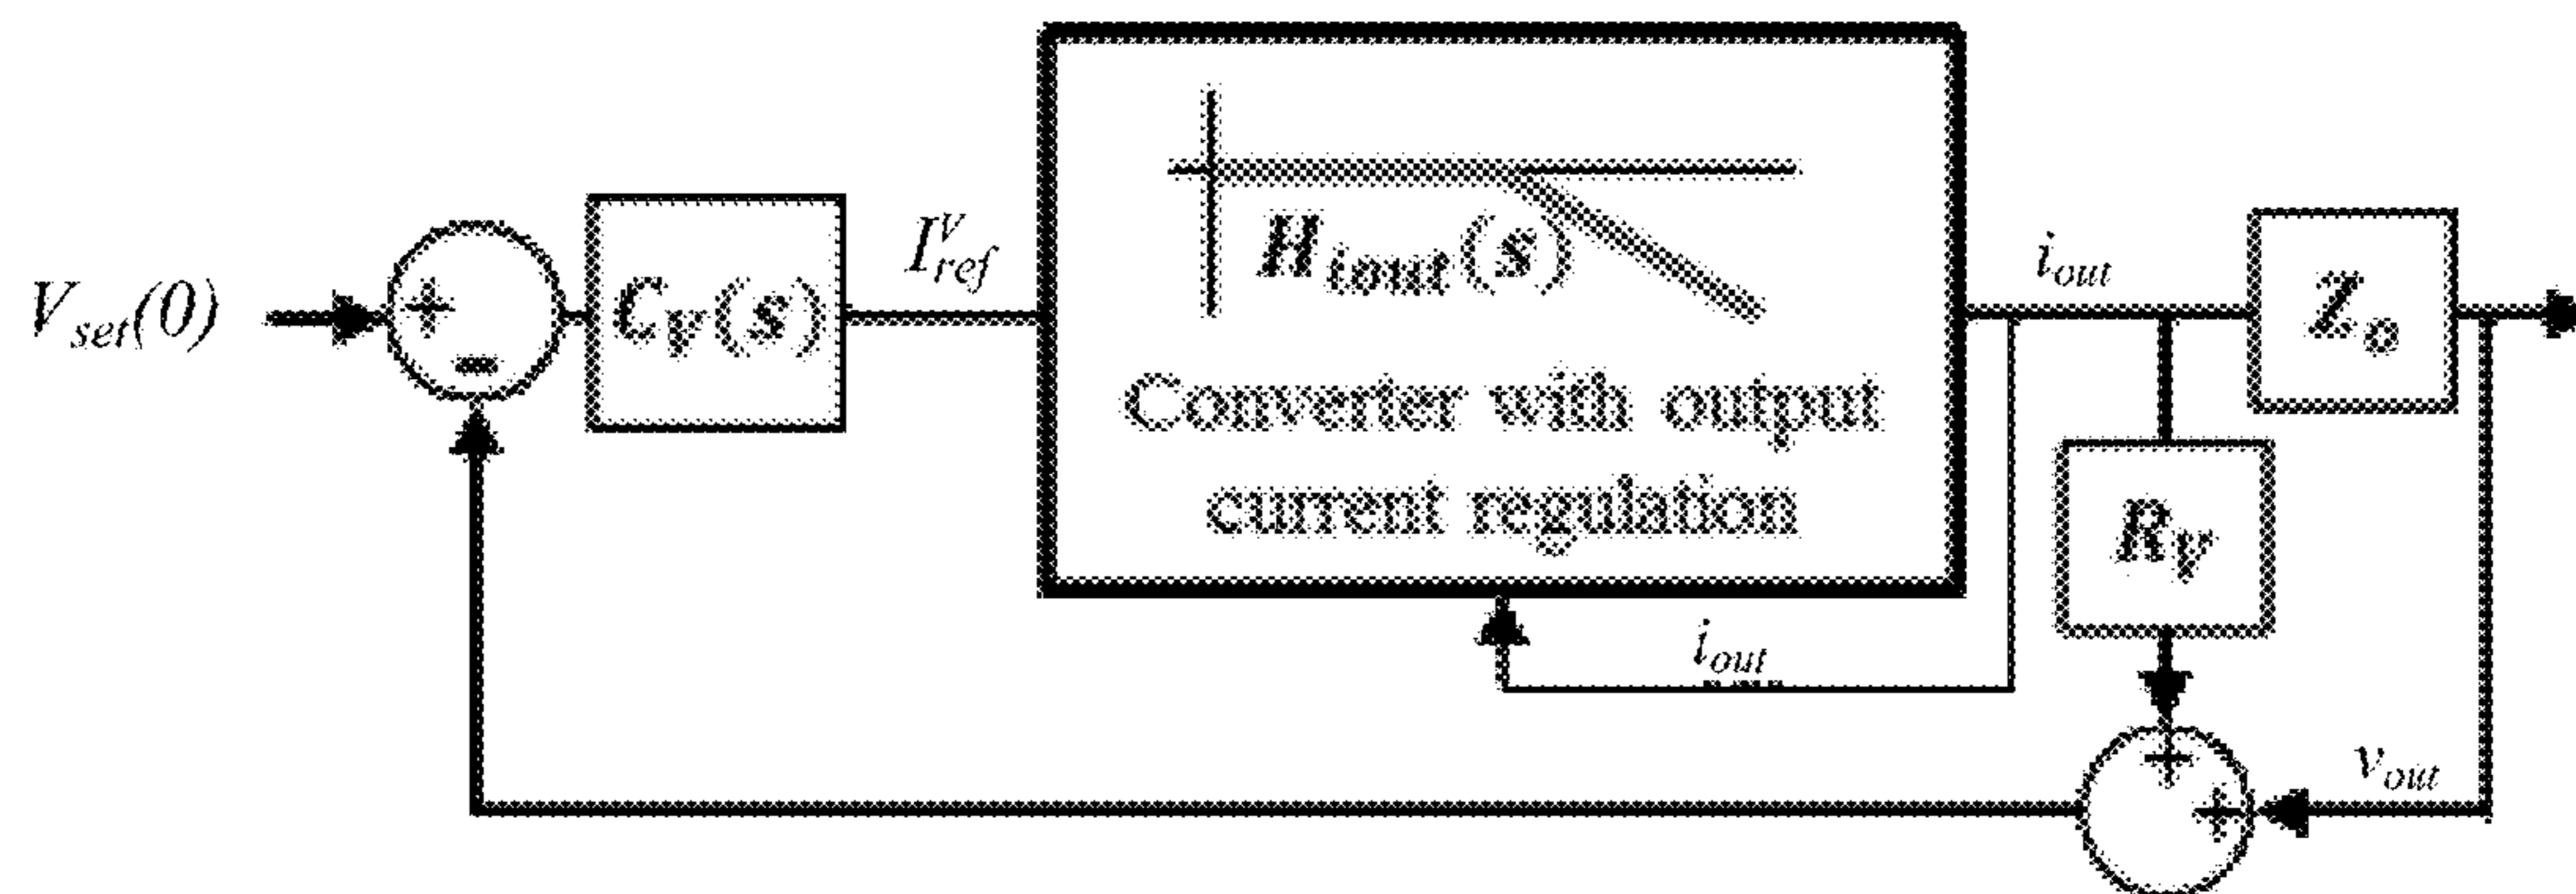 V_set(0)
+
−
C_V(s)
I^v_ref
H_iout(s)
Converter with output
current regulation
i_out
Z_o
R_V
i_out
+
+
v_out